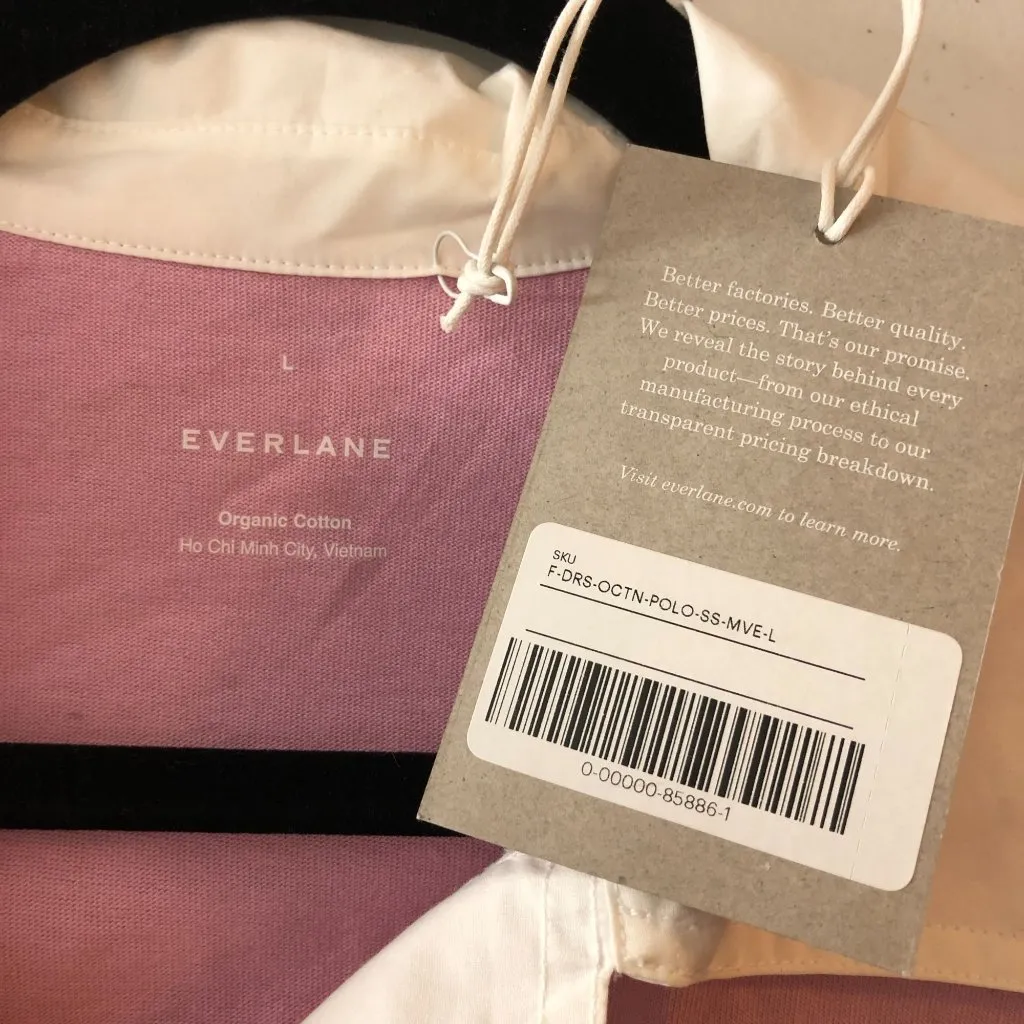 L
EVERLANE
Organic Cotton
Ho Chi Minh City, Vietnam
Better factories. Better quality.
Better prices. That's our promise.
We reveal the story behind every
product—from our ethical
manufacturing process to our
transparent pricing breakdown.
Visit everlane.com to learn more.
SKU
F-DRS-OCTN-POLO-SS-MVE-L
0-00000-85886-1